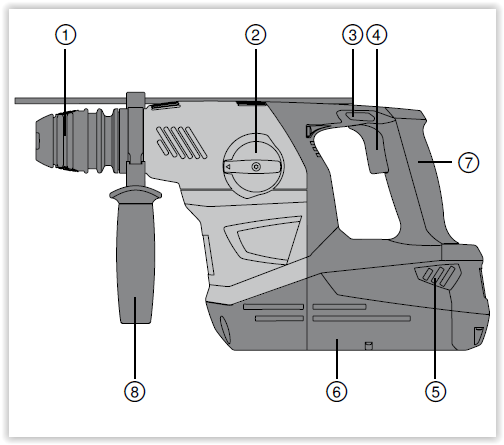 ① ② ③ ④
⑦
⑤
⑧ ⑥